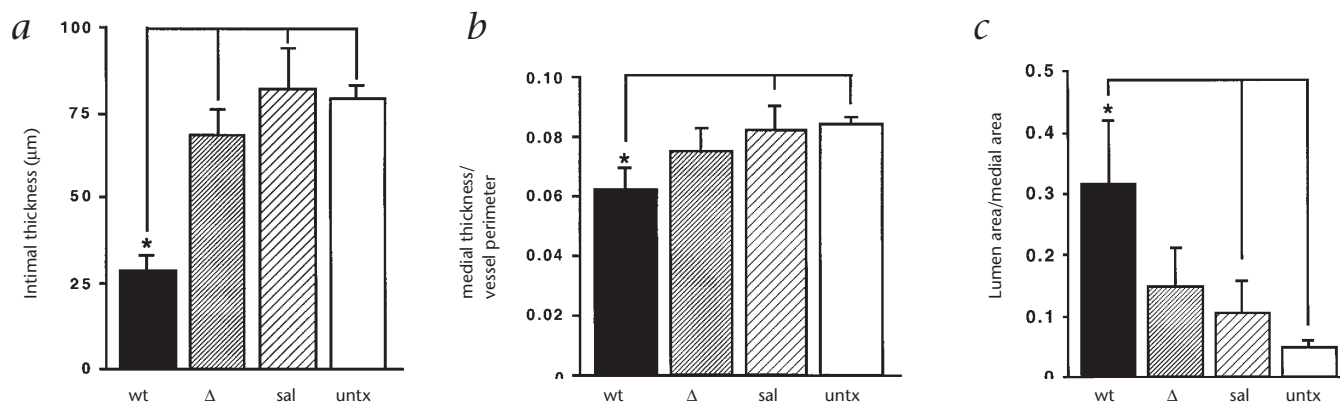 a
Intimal thickness (μm)
100
75
50
25
0
*
wt Δ sal untx
b
medial thickness/
vessel perimeter
0.10
0.08
0.06
0.04
0.02
0
*
wt Δ sal untx
c
Lumen area/medial area
0.5
0.4
0.3
0.2
0.1
0
*
wt Δ sal untx